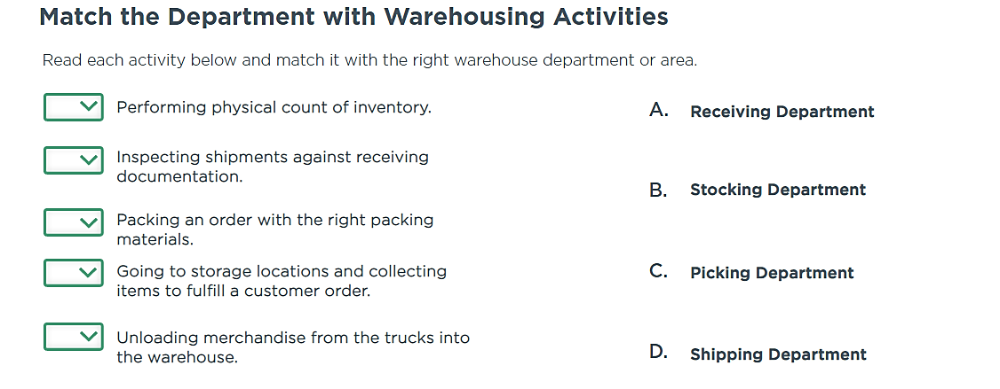 Match the Department with Warehousing Activities
Read each activity below and match it with the right warehouse department or area.
Performing physical count of inventory.
Inspecting shipments against receiving
documentation.
Packing an order with the right packing
materials.
Going to storage locations and collecting
items to fulfill a customer order.
Unloading merchandise from the trucks into
the warehouse.
A. Receiving Department
B. Stocking Department
C. Picking Department
D. Shipping Department